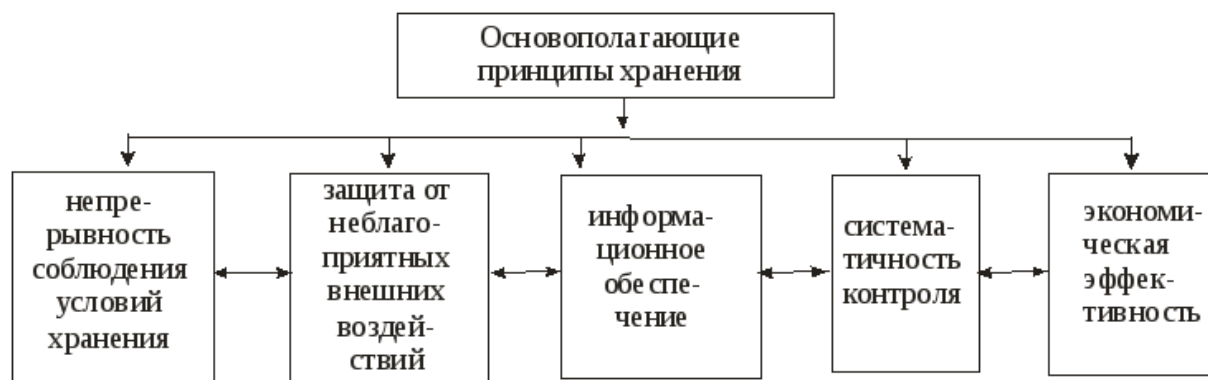 Основополагающие
принципы хранения
непре-
рывность
соблюдения
условий
хранения
защита от
неблаго-
приятных
внешних
воздей-
ствий
информа-
ционное
обеспе-
чение
система-
тичность
контроля
экономи-
ческая
эффек-
тивность